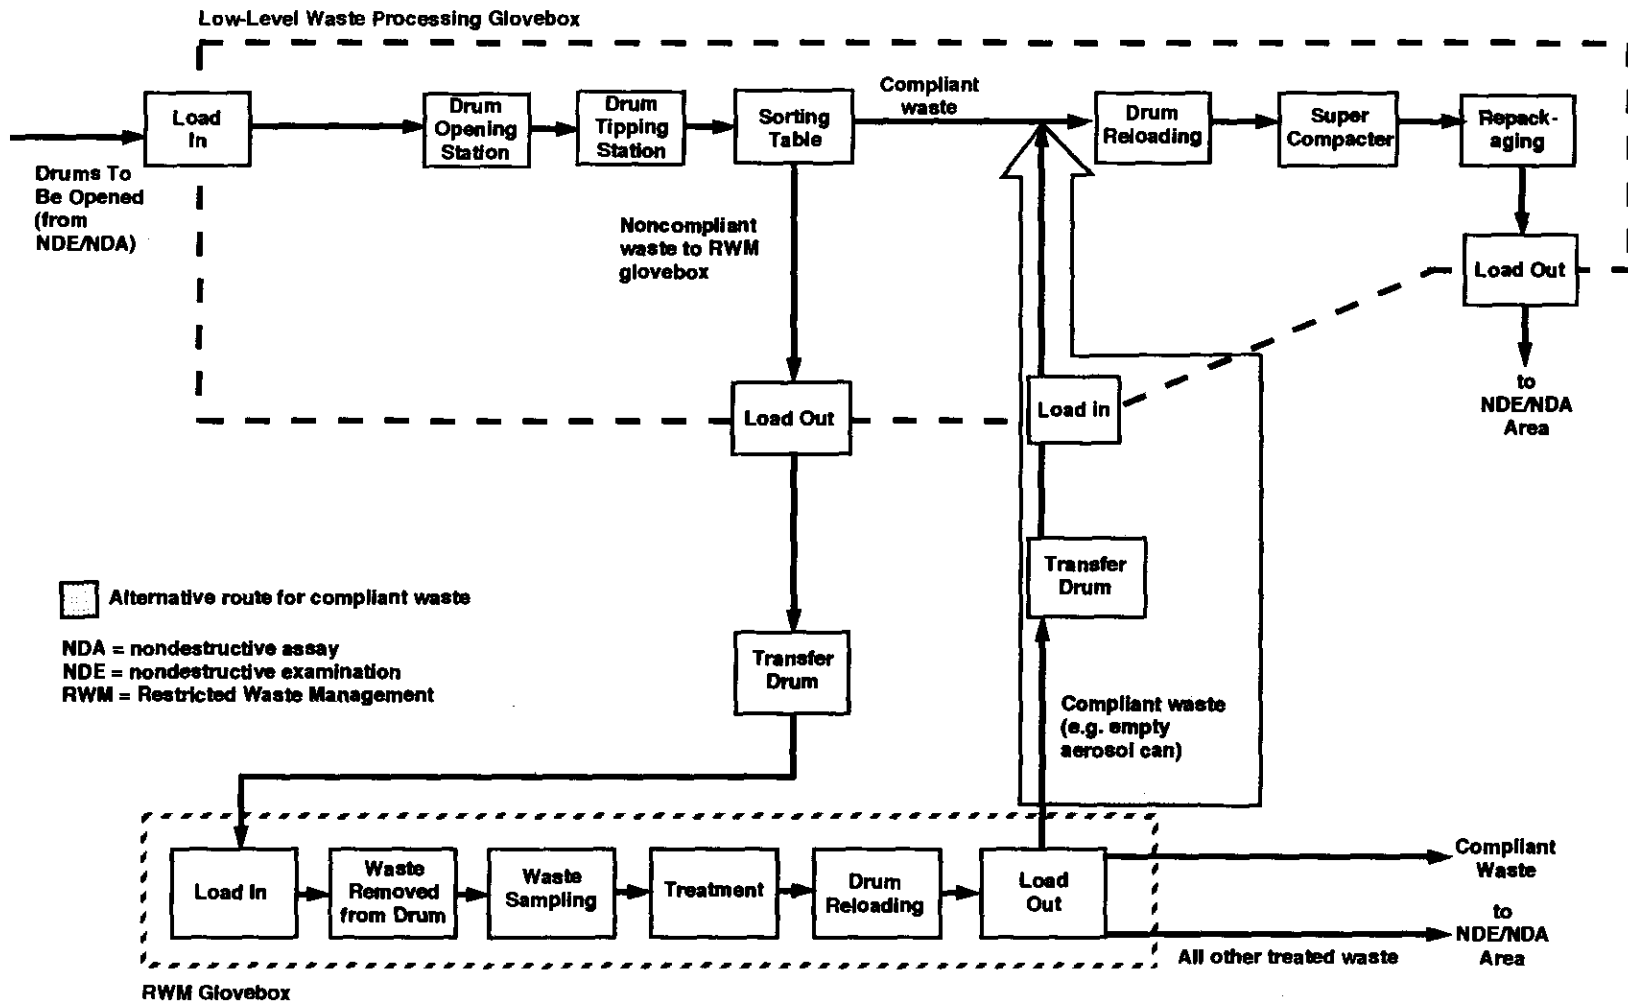 Low-Level Waste Processing Glovebox
Load
In
Drum
Opening
Station
Drum
Tipping
Station
Sorting
Table
Compliant
waste
Drum
Reloading
Super
Compacter
Repack-
aging
Drums To
Be Opened
(from
NDE/NDA)
Noncompliant
waste to RWM
glovebox
Load Out
to
NDE/NDA
Area
Load Out
Load in
Transfer
Drum
Alternative route for compliant waste
NDA = nondestructive assay
NDE = nondestructive examination
RWM = Restricted Waste Management
Transfer
Drum
Compliant waste
(e.g. empty
aerosol can)
Load In
Waste
Removed
from Drum
Waste
Sampling
Treatment
Drum
Reloading
Load
Out
Compliant
Waste
to
NDE/NDA
Area
All other treated waste
RWM Glovebox